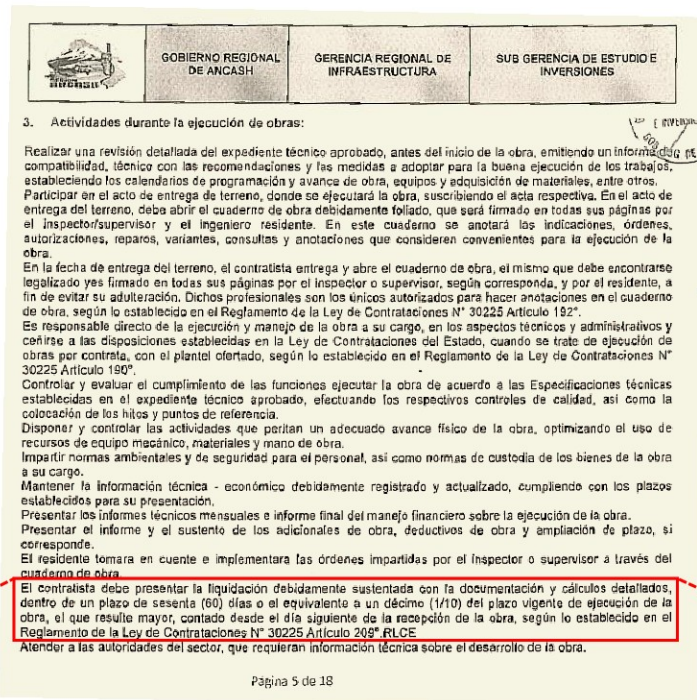 GOBIERNO REGIONAL
DE ANCASH
GERENCIA REGIONAL DE
INFRAESTRUCTURA
SUB GERENCIA DE ESTUDIO E
INVERSIONES
3. Actividades durante la ejecución de obras:
Realizar una revisión detallada del expediente técnico aprobado, antes del inicio de la obra, emitiendo un informe de
compatibilidad, técnico con las recomendaciones y las medidas a adoptar para la buena ejecución de los trabajos,
estableciendo los calendarios de programación y avance de obra, equipos y adquisición de materiales, entre otros.
Participar en el acto de entrega de terreno, donde se ejecutará la obra, suscribiendo el acta respectiva. En el acto de
entrega del terreno, debe abrir el cuaderno de obra debidamente foliado, que será firmado en todas sus páginas por
el inspector/supervisor y el ingeniero residente. En este cuaderno se anotará las indicaciones, órdenes,
autorizaciones, reparos, variantes, consultas y anotaciones que consideren convenientes para la ejecución de la
obra.
En la fecha de entrega del terreno, el contratista entrega y abre el cuaderno de obra, el mismo que debe encontrarse
legalizado yes firmado en todas sus páginas por el inspector o supervisor, según corresponda, y por el residente, a
fin de evitar su adulteración. Dichos profesionales son los únicos autorizados para hacer anotaciones en el cuaderno
de obra, según lo establecido en el Reglamento de la Ley de Contrataciones N° 30225 Artículo 192°.
Es responsable directo de la ejecución y manejo de la obra a su cargo, en los aspectos técnicos y administrativos y
ceñirse a las disposiciones establecidas en la Ley de Contrataciones del Estado, cuando se trate de ejecución de
obras por contrata, con el plantel ofertado, según lo establecido en el Reglamento de la Ley de Contrataciones N°
30225 Artículo 190°.
Controlar y evaluar el cumplimiento de las funciones ejecutar la obra de acuerdo a las Especificaciones técnicas
establecidas en el expediente técnico aprobado, efectuando los respectivos controles de calidad, así como la
colocación de los hitos y puntos de referencia.
Disponer y controlar las actividades que peritan un adecuado avance físico de la obra, optimizando el uso de
recursos de equipo mecánico, materiales y mano de obra.
Impartir normas ambientales y de seguridad para el personal, así como normas de custodia de los bienes de la obra
a su cargo.
Mantener la información técnica - económico debidamente registrado y actualizado, cumpliendo con los plazos
establecidos para su presentación.
Presentar los informes técnicos mensuales e informe final del manejo financiero sobre la ejecución de la obra.
Presentar el informe y el sustento de los adicionales de obra, deductivos de obra y ampliación de plazo, si
corresponde.
El residente tomara en cuente e implementara las órdenes impartidas por el inspector o supervisor a través del
cuaderno de obra.
El contratista debe presentar la liquidación debidamente sustentada con la documentación y cálculos detallados,
dentro de un plazo de sesenta (60) días o el equivalente a un décimo (1/10) del plazo vigente de ejecución de la
obra, el que resulte mayor, contado desde el día siguiente de la recepción de la obra, según lo establecido en el
Reglamento de la Ley de Contrataciones N° 30225 Artículo 209°.RLCE
Atender a las autoridades del sector, que requieran información técnica sobre el desarrollo de la obra.
Página 5 de 18